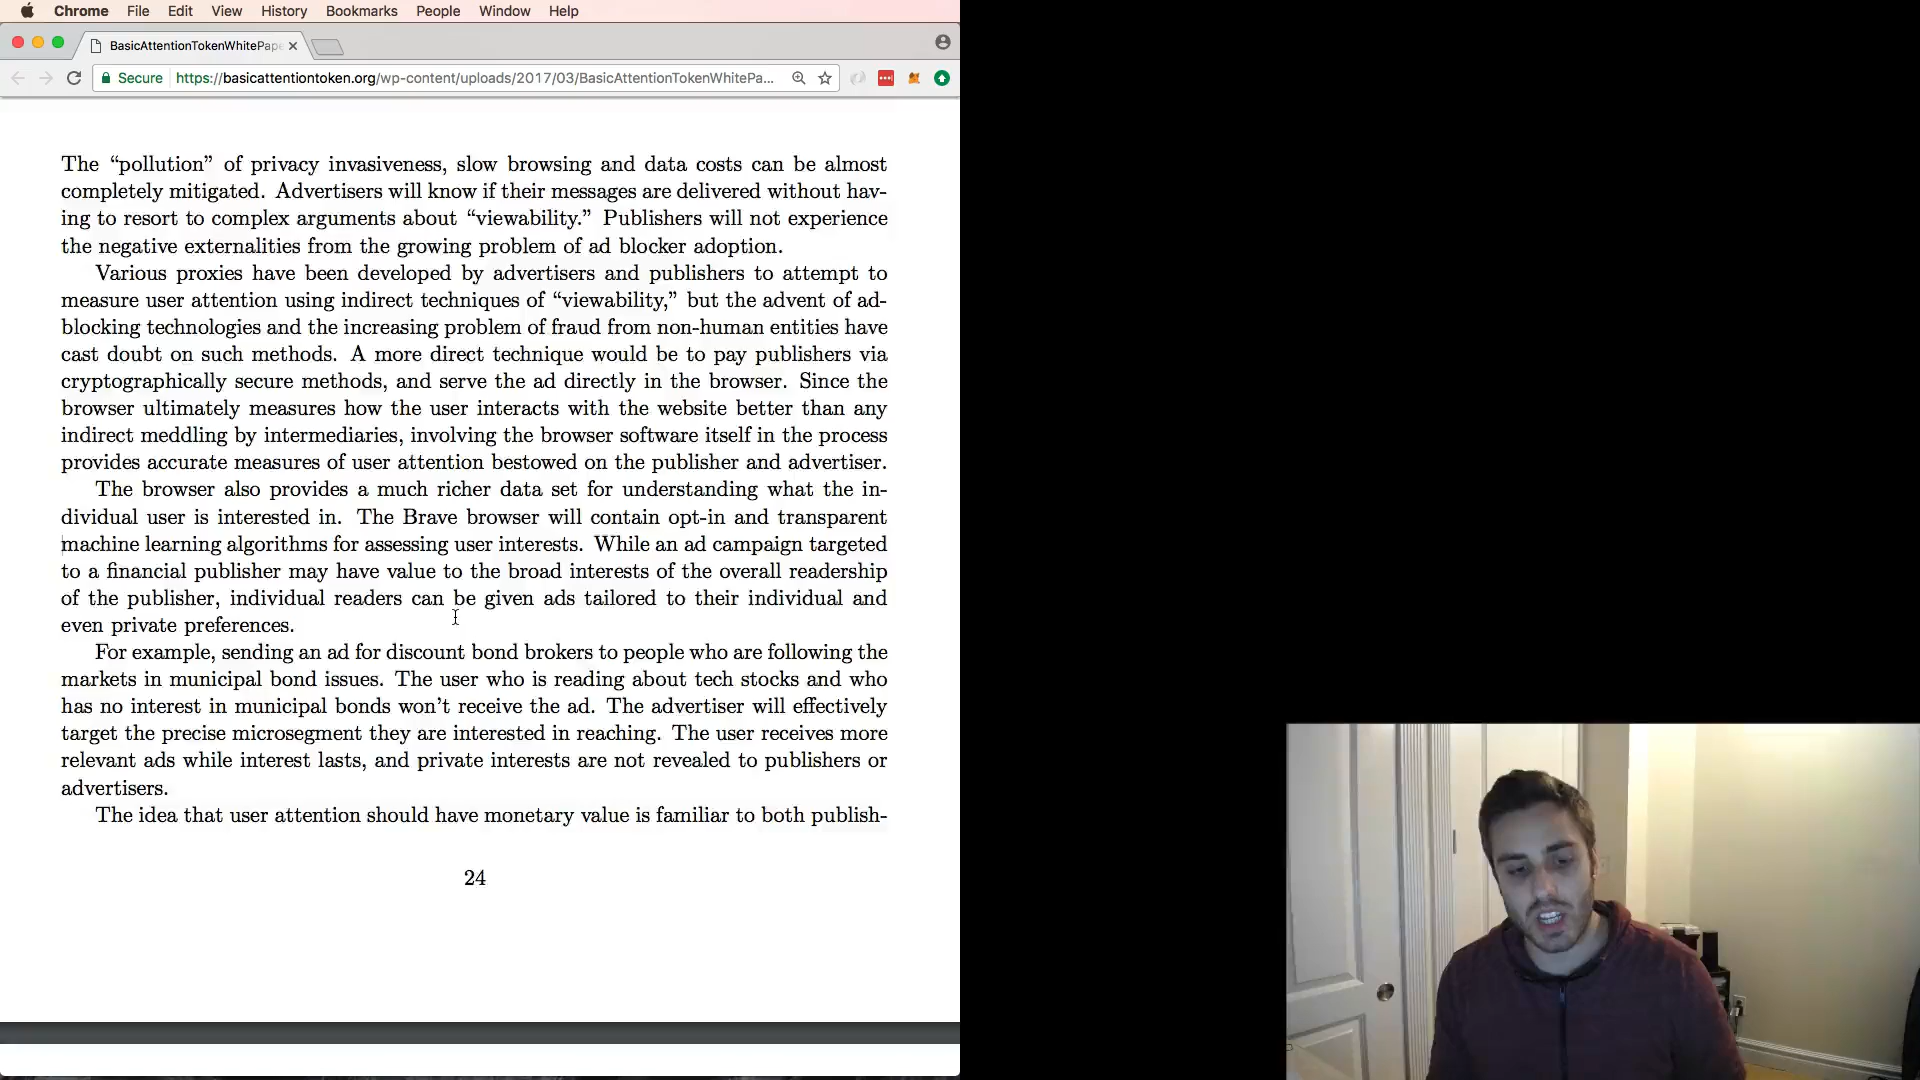 Chrome File Edit View History Bookmarks People Window Help
BasicAttentionTokenWhitePape
Secure https://basicattentiontoken.org/wp-content/uploads/2017/03/BasicAttentionTokenWhitePa...
The “pollution” of privacy invasiveness, slow browsing and data costs can be almost
completely mitigated. Advertisers will know if their messages are delivered without hav-
ing to resort to complex arguments about “viewability.” Publishers will not experience
the negative externalities from the growing problem of ad blocker adoption.
Various proxies have been developed by advertisers and publishers to attempt to
measure user attention using indirect techniques of “viewability,” but the advent of ad-
blocking technologies and the increasing problem of fraud from non-human entities have
cast doubt on such methods. A more direct technique would be to pay publishers via
cryptographically secure methods, and serve the ad directly in the browser. Since the
browser ultimately measures how the user interacts with the website better than any
indirect meddling by intermediaries, involving the browser software itself in the process
provides accurate measures of user attention bestowed on the publisher and advertiser.
The browser also provides a much richer data set for understanding what the in-
dividual user is interested in. The Brave browser will contain opt-in and transparent
machine learning algorithms for assessing user interests. While an ad campaign targeted
to a financial publisher may have value to the broad interests of the overall readership
of the publisher, individual readers can be given ads tailored to their individual and
even private preferences.
For example, sending an ad for discount bond brokers to people who are following the
markets in municipal bond issues. The user who is reading about tech stocks and who
has no interest in municipal bonds won’t receive the ad. The advertiser will effectively
target the precise microsegment they are interested in reaching. The user receives more
relevant ads while interest lasts, and private interests are not revealed to publishers or
advertisers.
The idea that user attention should have monetary value is familiar to both publish-
24